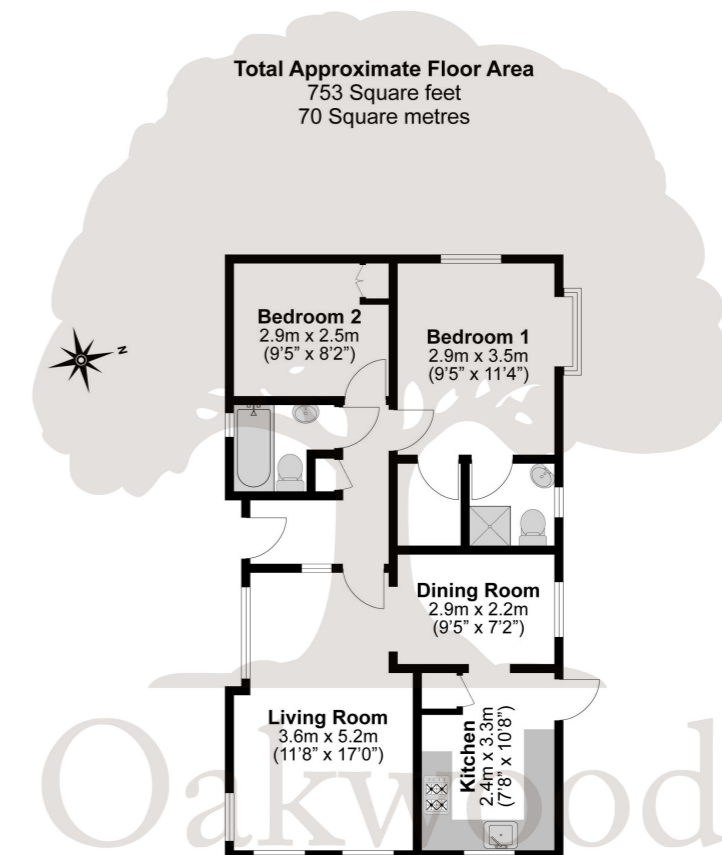 Total Approximate Floor Area
753 Square feet
70 Square metres
Bedroom 2
2.9m x 2.5m
(9’5” x 8’2”)
Bedroom 1
2.9m x 3.5m
(9’5” x 11’4”)
N
Dining Room
2.9m x 2.2m
(9’5” x 7’2”)
Living Room
3.6m x 5.2m
(11’8” x 17’0”)
Kitchen
2.4m x 3.3m
(7’8” x 10’8”)
Oakwood